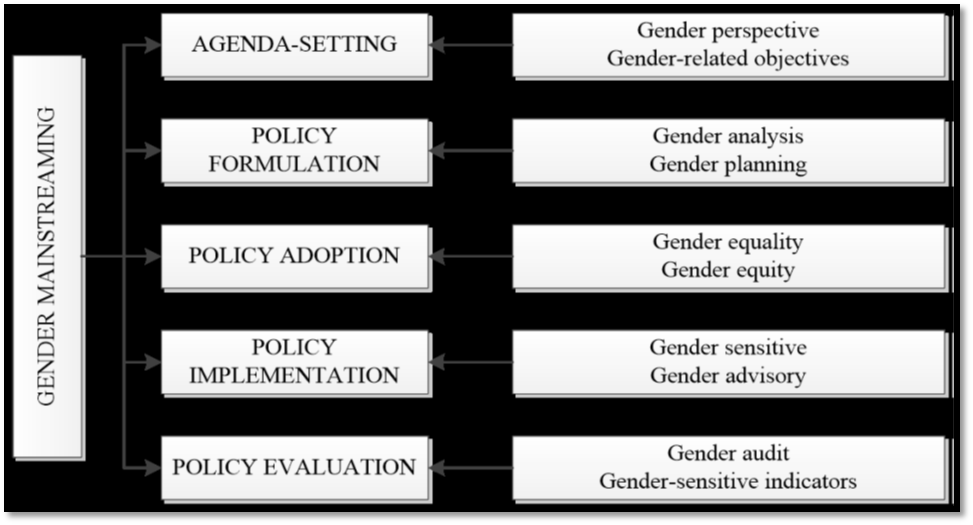 GENDER MAINSTREAMING
AGENDA-SETTING
Gender perspective
Gender-related objectives
POLICY
FORMULATION
Gender analysis
Gender planning
POLICY ADOPTION
Gender equality
Gender equity
POLICY
IMPLEMENTATION
Gender sensitive
Gender advisory
POLICY EVALUATION
Gender audit
Gender-sensitive indicators